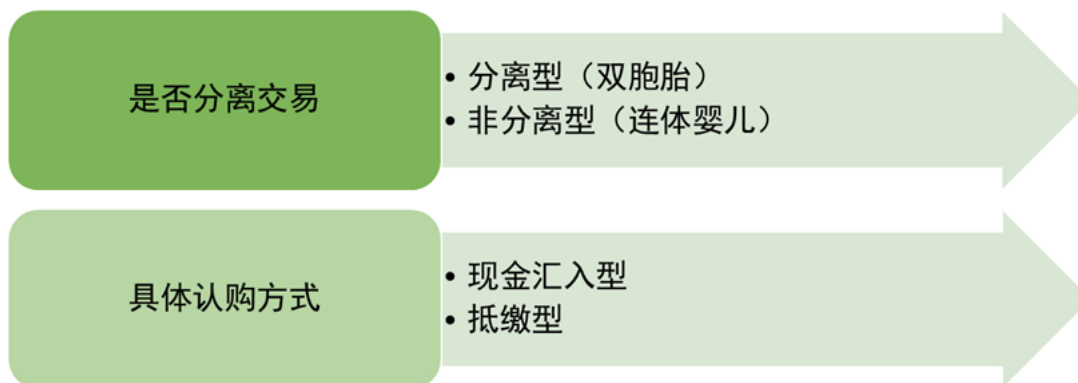 是否分离交易
• 分离型（双胞胎）
• 非分离型（连体婴儿）
具体认购方式
• 现金汇入型
• 抵缴型